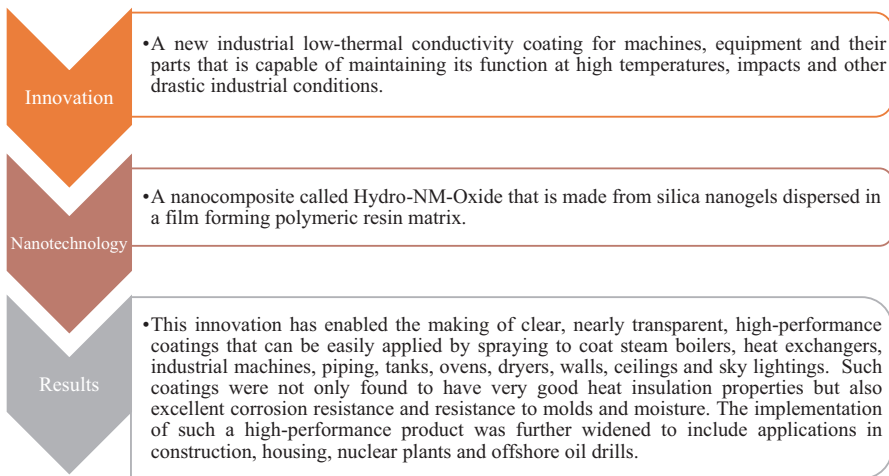 Innovation
•A new industrial low-thermal conductivity coating for machines, equipment and their
parts that is capable of maintaining its function at high temperatures, impacts and other
drastic industrial conditions.
Nanotechnology
•A nanocomposite called Hydro-NM-Oxide that is made from silica nanogels dispersed in
a film forming polymeric resin matrix.
Results
•This innovation has enabled the making of clear, nearly transparent, high-performance
coatings that can be easily applied by spraying to coat steam boilers, heat exchangers,
industrial machines, piping, tanks, ovens, dryers, walls, ceilings and sky lightings. Such
coatings were not only found to have very good heat insulation properties but also
excellent corrosion resistance and resistance to molds and moisture. The implementation
of such a high-performance product was further widened to include applications in
construction, housing, nuclear plants and offshore oil drills.